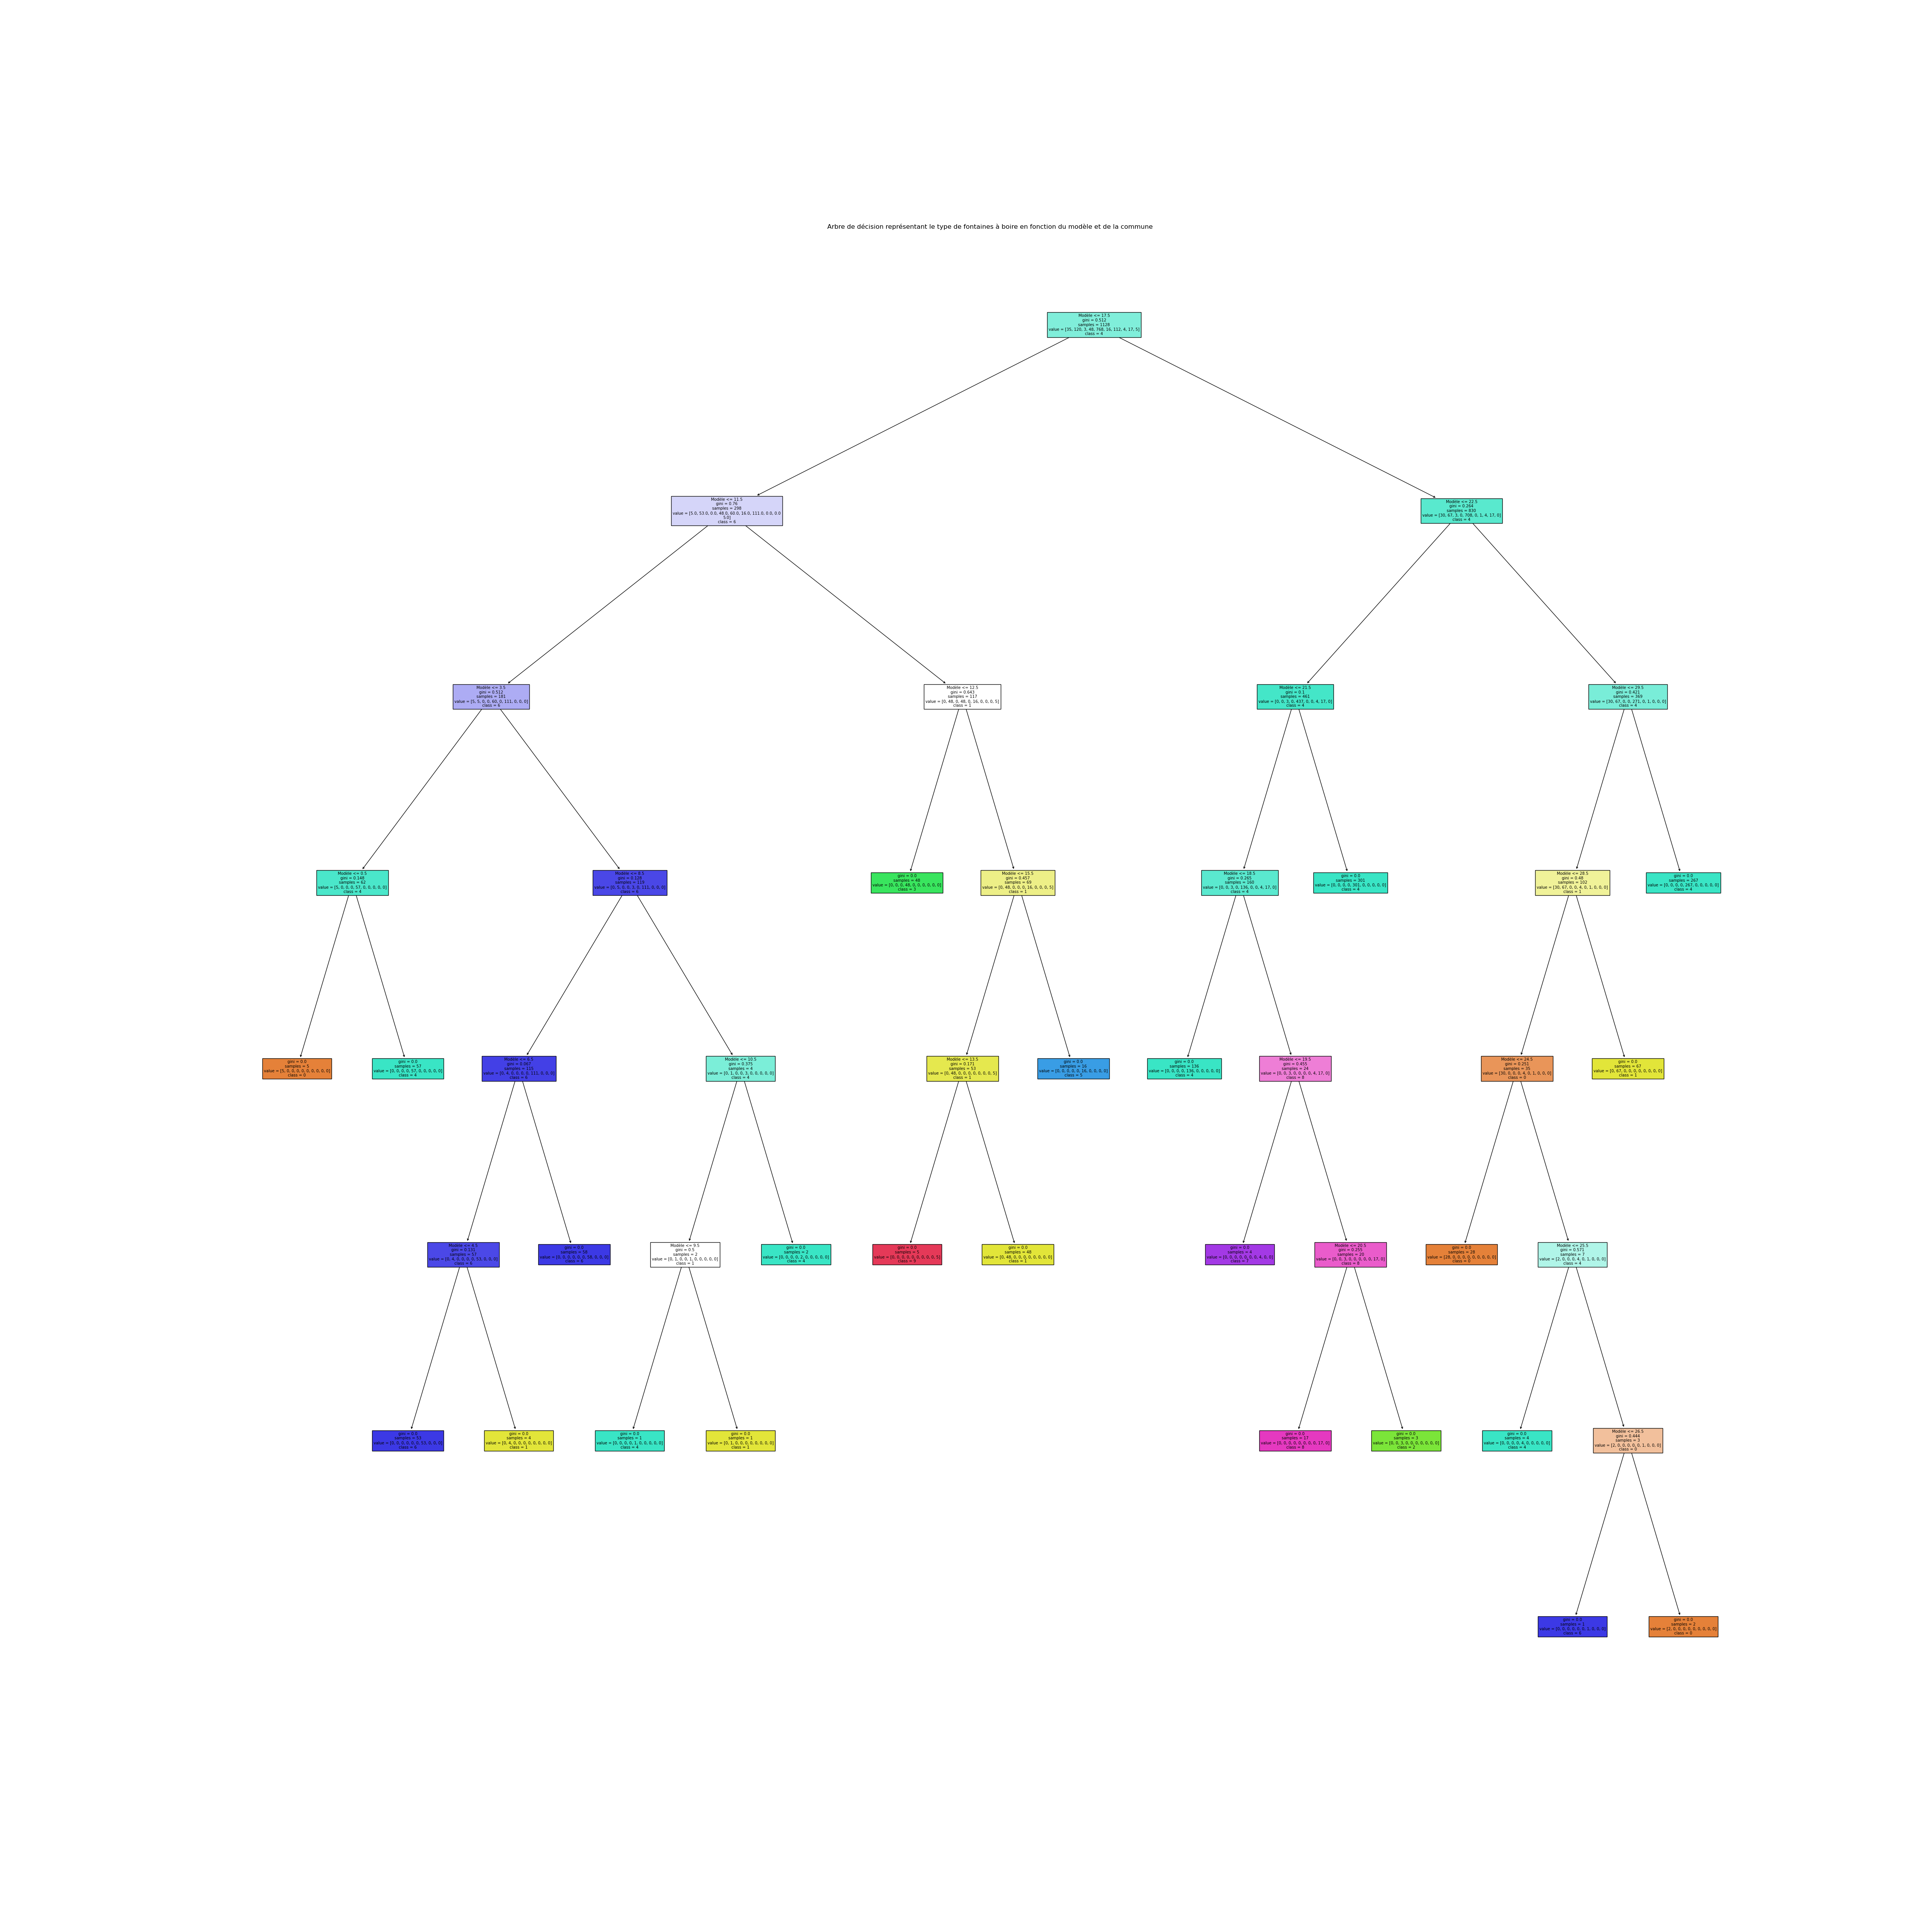 Arbre de décision représentant le type de fontaines à boire en fonction du modèle et de la commune
Modèle <= 17.5
gini = 0.512
samples = 1128
value = [35, 120, 3, 48, 768, 16, 112, 4, 17, 5]
class = 4
Modèle <= 11.5
gini = 0.76
samples = 298
value = [5.0, 53.0, 0.0, 48.0, 60.0, 16.0, 111.0, 0.0, 0.0
5.0]
class = 6
Modèle <= 22.5
gini = 0.264
samples = 830
value = [30, 67, 3, 0, 708, 0, 1, 4, 17, 0]
class = 4
Modèle <= 3.5
gini = 0.512
samples = 181
value = [5, 5, 0, 0, 60, 0, 111, 0, 0, 0]
class = 6
Modèle <= 12.5
gini = 0.643
samples = 117
value = [0, 48, 0, 48, 0, 16, 0, 0, 0, 5]
class = 1
Modèle <= 21.5
gini = 0.1
samples = 461
value = [0, 0, 3, 0, 437, 0, 0, 4, 17, 0]
class = 4
Modèle <= 29.5
gini = 0.421
samples = 369
value = [30, 67, 0, 0, 271, 0, 1, 0, 0, 0]
class = 4
Modèle <= 0.5
gini = 0.148
samples = 62
value = [5, 0, 0, 0, 57, 0, 0, 0, 0, 0]
class = 4
samples = 119
value = [0, 5, 0, 0, 3, 0, 111, 0, 0, 0]
class = 6
gini = 0.0
samples = 48
value = [0, 0, 0, 48, 0, 0, 0, 0, 0, 0]
class = 3
Modèle <= 15.5
gini = 0.457
samples = 69
value = [0, 48, 0, 0, 0, 16, 0, 0, 0, 5]
class = 1
Modèle <= 18.5
gini = 0.265
samples = 160
value = [0, 0, 3, 0, 136, 0, 0, 4, 17, 0]
class = 4
gini = 0.0
samples = 301
value = [0, 0, 0, 0, 301, 0, 0, 0, 0, 0]
class = 4
Modèle <= 28.5
gini = 0.48
samples = 102
value = [30, 67, 0, 0, 4, 0, 1, 0, 0, 0]
class = 1
gini = 0.0
samples = 267
value = [0, 0, 0, 0, 267, 0, 0, 0, 0, 0]
class = 4
gini = 0.0
samples = 5
value = [5, 0, 0, 0, 0, 0, 0, 0, 0, 0]
class = 0
gini = 0.0
samples = 57
value = [0, 0, 0, 0, 57, 0, 0, 0, 0, 0]
class = 4
samples = 115
value = [0, 4, 0, 0, 0, 0, 111, 0, 0, 0]
class = 6
Modèle <= 10.5
gini = 0.375
samples = 4
value = [0, 1, 0, 0, 3, 0, 0, 0, 0, 0]
class = 4
Modèle <= 13.5
gini = 0.171
samples = 53
value = [0, 48, 0, 0, 0, 0, 0, 0, 0, 5]
class = 1
gini = 0.0
samples = 16
value = [0, 0, 0, 0, 0, 16, 0, 0, 0, 0]
class = 5
gini = 0.0
samples = 136
value = [0, 0, 0, 0, 136, 0, 0, 0, 0, 0]
class = 4
Modèle <= 19.5
gini = 0.455
samples = 24
value = [0, 0, 3, 0, 0, 0, 0, 4, 17, 0]
class = 8
Modèle <= 24.5
gini = 0.251
samples = 35
value = [30, 0, 0, 0, 4, 0, 1, 0, 0, 0]
class = 0
gini = 0.0
samples = 67
value = [0, 67, 0, 0, 0, 0, 0, 0, 0, 0]
class = 1
samples = 57
value = [0, 4, 0, 0, 0, 0, 53, 0, 0, 0]
class = 6
gini = 0.0
samples = 58
value = [0, 0, 0, 0, 0, 0, 58, 0, 0, 0]
class = 6
Modèle <= 9.5
gini = 0.5
samples = 2
value = [0, 1, 0, 0, 1, 0, 0, 0, 0, 0]
class = 1
gini = 0.0
samples = 2
value = [0, 0, 0, 0, 2, 0, 0, 0, 0, 0]
class = 4
gini = 0.0
samples = 5
value = [0, 0, 0, 0, 0, 0, 0, 0, 0, 5]
class = 9
gini = 0.0
samples = 48
value = [0, 48, 0, 0, 0, 0, 0, 0, 0, 0]
class = 1
gini = 0.0
samples = 4
value = [0, 0, 0, 0, 0, 0, 0, 4, 0, 0]
class = 7
Modèle <= 20.5
gini = 0.255
samples = 20
value = [0, 0, 3, 0, 0, 0, 0, 0, 17, 0]
class = 8
gini = 0.0
samples = 28
value = [28, 0, 0, 0, 0, 0, 0, 0, 0, 0]
class = 0
Modèle <= 25.5
gini = 0.571
samples = 7
value = [2, 0, 0, 0, 4, 0, 1, 0, 0, 0]
class = 4
gini = 0.0
samples = 53
value = [0, 0, 0, 0, 0, 0, 53, 0, 0, 0]
class = 6
gini = 0.0
samples = 4
value = [0, 4, 0, 0, 0, 0, 0, 0, 0, 0]
class = 1
gini = 0.0
samples = 1
value = [0, 0, 0, 0, 1, 0, 0, 0, 0, 0]
class = 4
gini = 0.0
samples = 1
value = [0, 1, 0, 0, 0, 0, 0, 0, 0, 0]
class = 1
gini = 0.0
samples = 17
value = [0, 0, 0, 0, 0, 0, 0, 0, 17, 0]
class = 8
gini = 0.0
samples = 3
value = [0, 0, 3, 0, 0, 0, 0, 0, 0, 0]
class = 2
gini = 0.0
samples = 4
value = [0, 0, 0, 0, 4, 0, 0, 0, 0, 0]
class = 4
Modèle <= 26.5
gini = 0.444
samples = 3
value = [2, 0, 0, 0, 0, 0, 1, 0, 0, 0]
class = 0
gini = 0.0
samples = 1
value = [0, 0, 0, 0, 0, 0, 1, 0, 0, 0]
class = 6
gini = 0.0
samples = 2
value = [2, 0, 0, 0, 0, 0, 0, 0, 0, 0]
class = 0